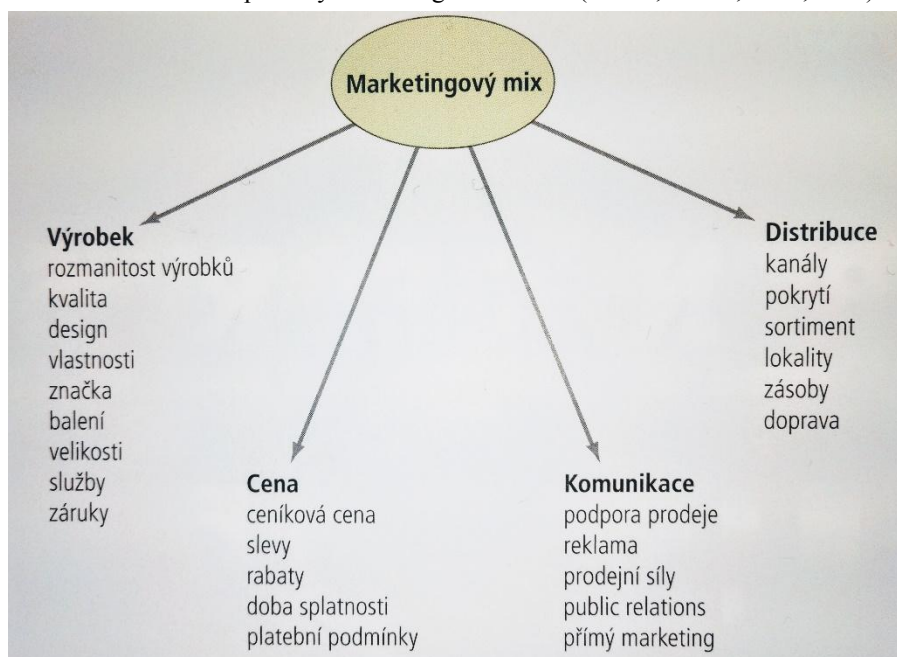 Marketingový mix
Výrobek
rozmanitost výrobků
kvalita
design
vlastnosti
značka
balení
velikosti
služby
záruky
Cena
ceníková cena
slevy
rabaty
doba splatnosti
platební podmínky
Komunikace
podpora prodeje
reklama
prodejní síly
public relations
přímý marketing
Distribuce
kanály
pokrytí
sortiment
lokality
zásoby
doprava